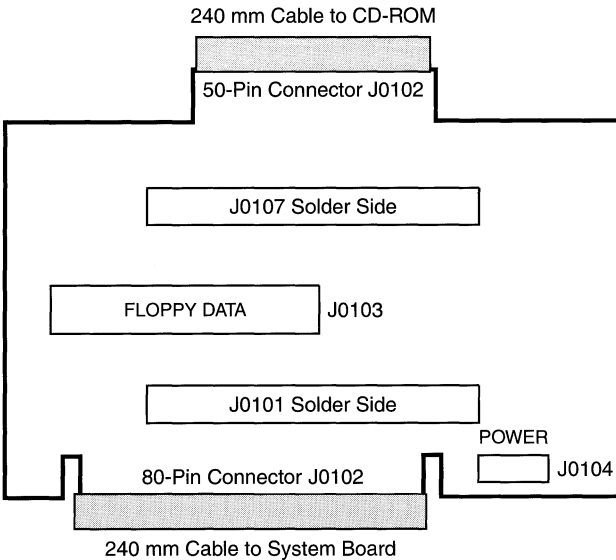 240 mm Cable to CD-ROM
50-Pin Connector J0102
J0107 Solder Side
FLOPPY DATA J0103
J0101 Solder Side
POWER
J0104
80-Pin Connector J0102
240 mm Cable to System Board